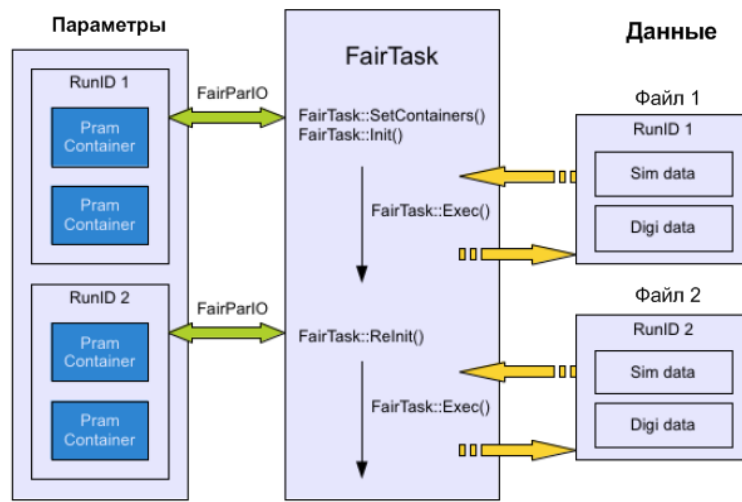 Параметры
RunID 1
Pram
Container
Pram
Container
RunID 2
Pram
Container
Pram
Container
FairParIO
FairParIO
FairTask
FairTask::SetContainers()
FairTask::Init()
FairTask::Exec()
FairTask::ReInit()
FairTask::Exec()
Данные
Файл 1
RunID 1
Sim data
Digi data
Файл 2
RunID 2
Sim data
Digi data